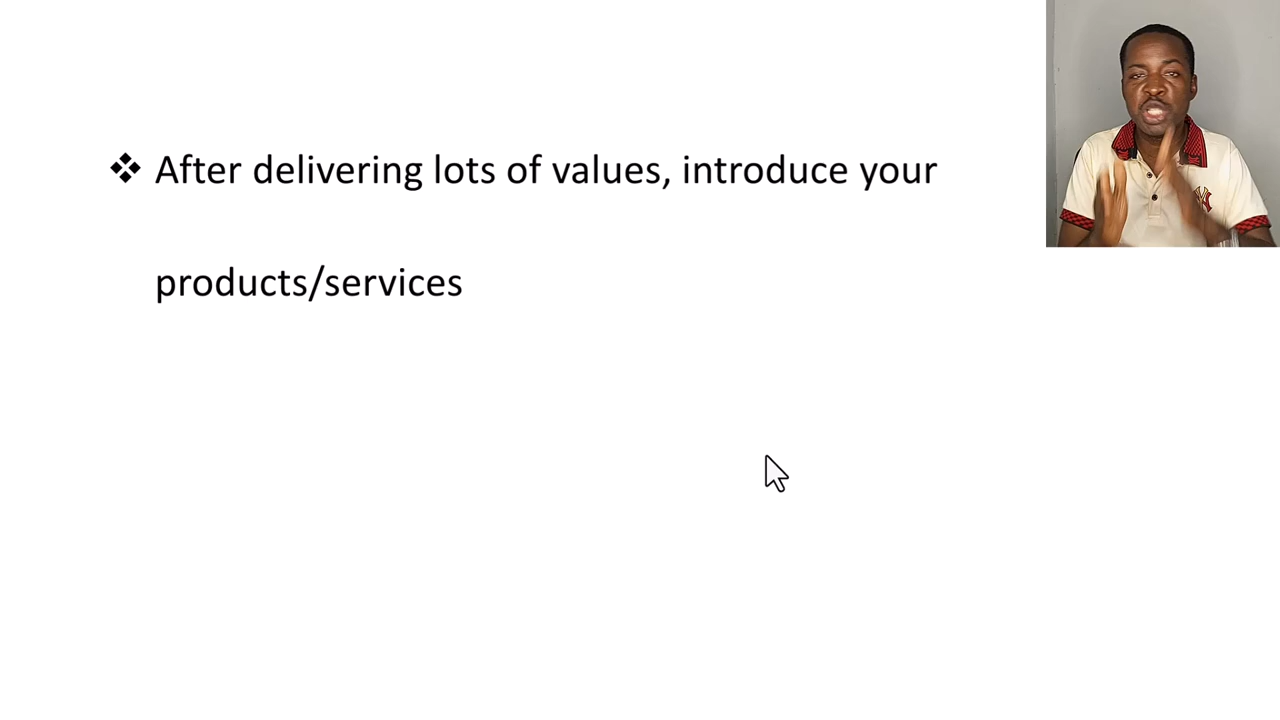 ❖ After delivering lots of values, introduce your
products/services